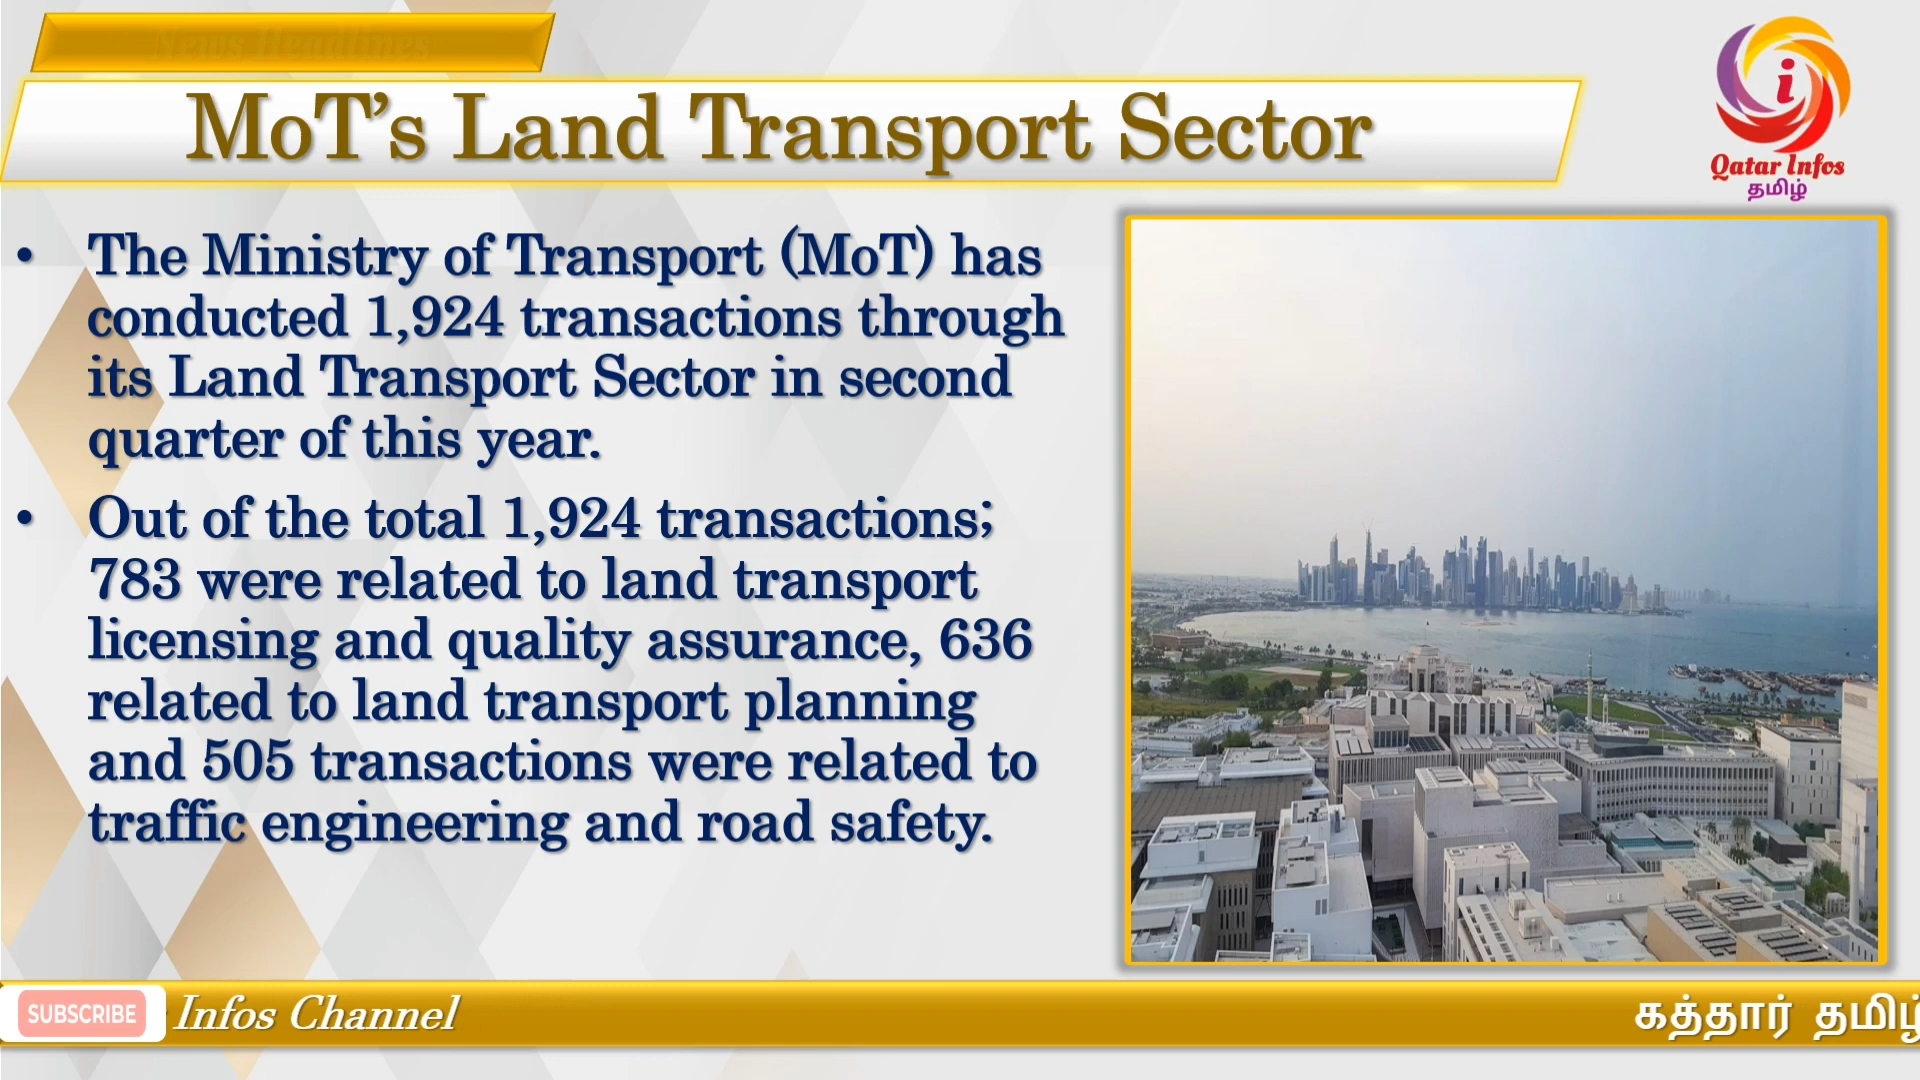 News Headlines
MoT’s Land Transport Sector
i
Qatar Infos
தமிழ்
• The Ministry of Transport (MoT) has
conducted 1,924 transactions through
its Land Transport Sector in second
quarter of this year.
• Out of the total 1,924 transactions;
783 were related to land transport
licensing and quality assurance, 636
related to land transport planning
and 505 transactions were related to
traffic engineering and road safety.
SUBSCRIBE
Infos Channel
கத்தார் தமிழ்